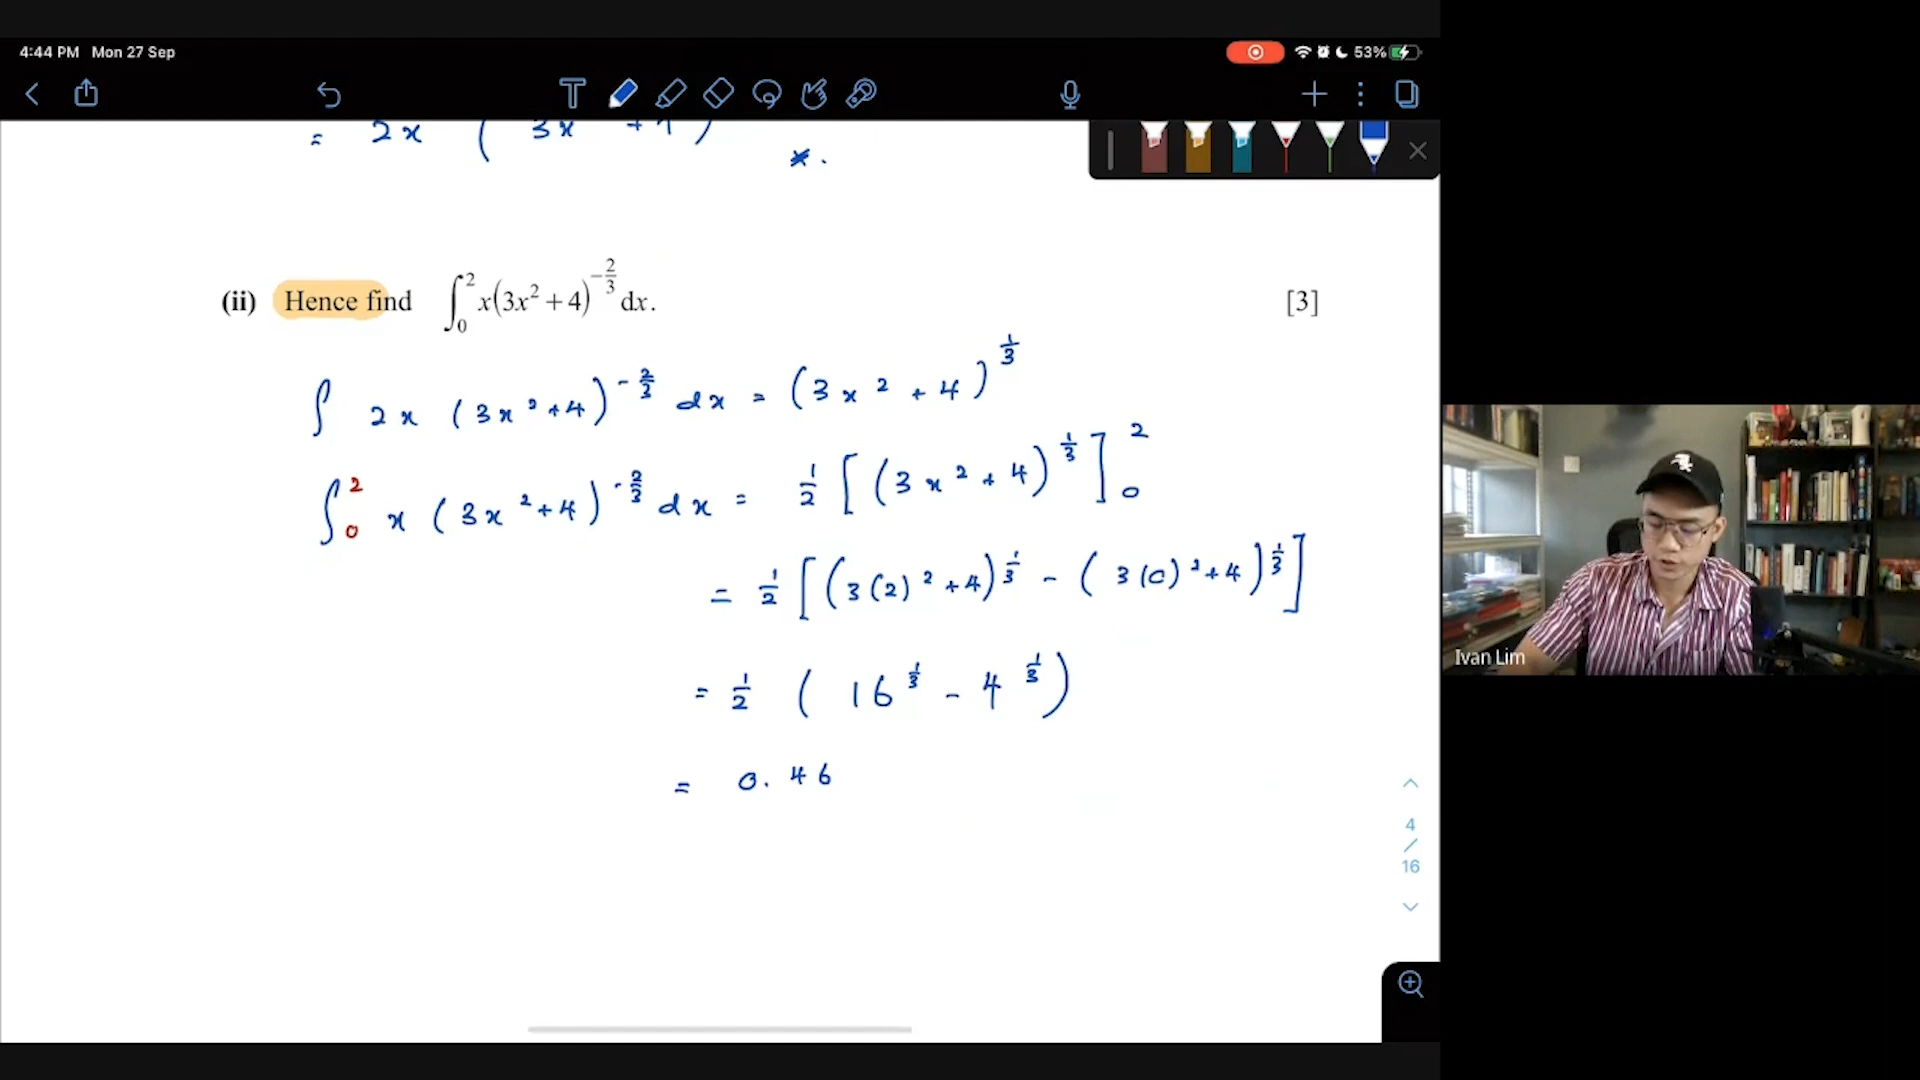 4:44 PM Mon 27 Sep
53%
= 2x ( 3x + )
*.
(ii) Hence find ∫₀² x(3x² + 4)^(-2/3) dx. [3]
∫ 2x (3x² + 4)^(-2/3) dx = (3x² + 4)^(1/3)
∫₀² x (3x² + 4)^(-2/3) dx = 1/2 [(3x² + 4)^(1/3)]₀²
= 1/2 [(3(2)² + 4)^(1/3) - (3(0)² + 4)^(1/3)]
= 1/2 (16^(1/3) - 4^(1/3))
= 0.46
4
/
16
Ivan Lim